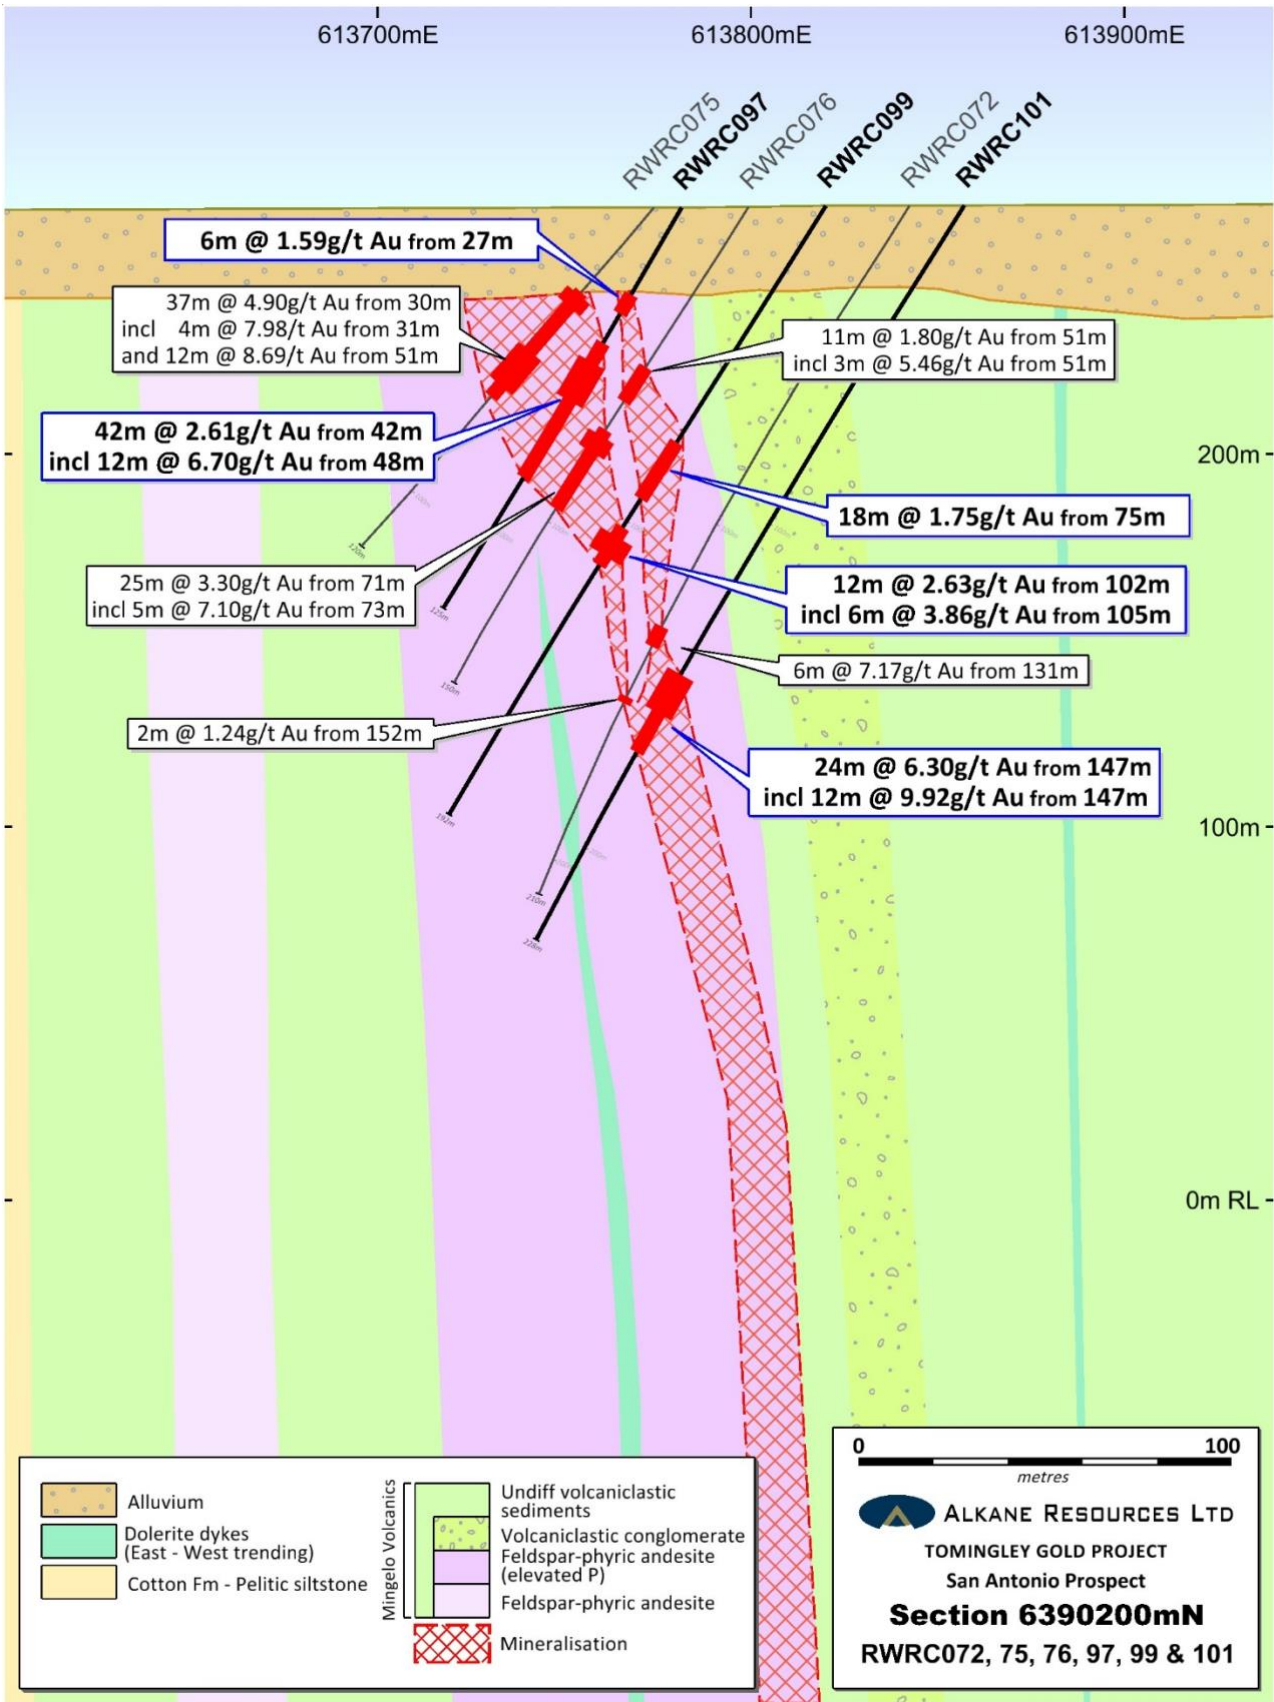 613700mE
613800mE
613900mE
RWRC075
RWRC097
RWRC076
RWRC099
RWRC072
RWRC101
6m @ 1.59g/t Au from 27m
37m @ 4.90g/t Au from 30m
incl 4m @ 7.98/t Au from 31m
and 12m @ 8.69/t Au from 51m
11m @ 1.80g/t Au from 51m
incl 3m @ 5.46g/t Au from 51m
42m @ 2.61g/t Au from 42m
incl 12m @ 6.70g/t Au from 48m
200m
18m @ 1.75g/t Au from 75m
120m
25m @ 3.30g/t Au from 71m
incl 5m @ 7.10g/t Au from 73m
12m @ 2.63g/t Au from 102m
incl 6m @ 3.86g/t Au from 105m
125m
6m @ 7.17g/t Au from 131m
150m
2m @ 1.24g/t Au from 152m
24m @ 6.30g/t Au from 147m
incl 12m @ 9.92g/t Au from 147m
192m
100m
210m
228m
0m RL
Alluvium
Dolerite dykes
(East - West trending)
Cotton Fm - Pelitic siltstone
Mingelo Volcanics
Undiff volcaniclastic
sediments
Volcaniclastic conglomerate
Feldspar-phyric andesite
(elevated P)
Feldspar-phyric andesite
Mineralisation
0 100
metres
ALKANE RESOURCES LTD
TOMINGLEY GOLD PROJECT
San Antonio Prospect
Section 6390200mN
RWRC072, 75, 76, 97, 99 & 101